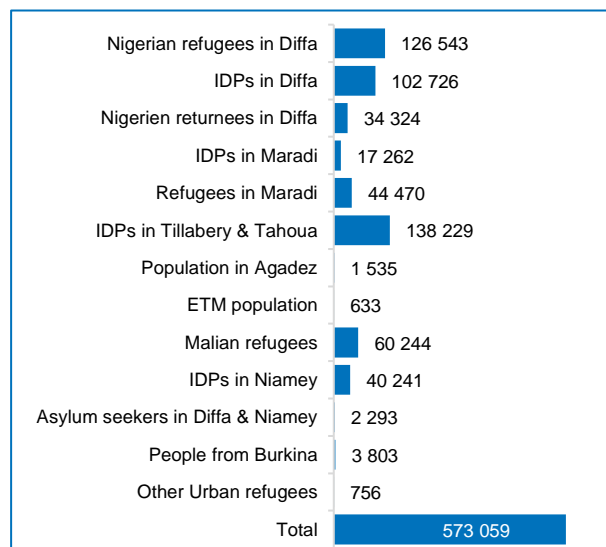 Nigerian refugees in Diffa 126 543
IDPs in Diffa 102 726
Nigerien returnees in Diffa 34 324
IDPs in Maradi 17 262
Refugees in Maradi 44 470
IDPs in Tillabery & Tahoua 138 229
Population in Agadez 1 535
ETM population 633
Malian refugees 60 244
IDPs in Niamey 40 241
Asylum seekers in Diffa & Niamey 2 293
People from Burkina 3 803
Other Urban refugees 756
Total 573 059